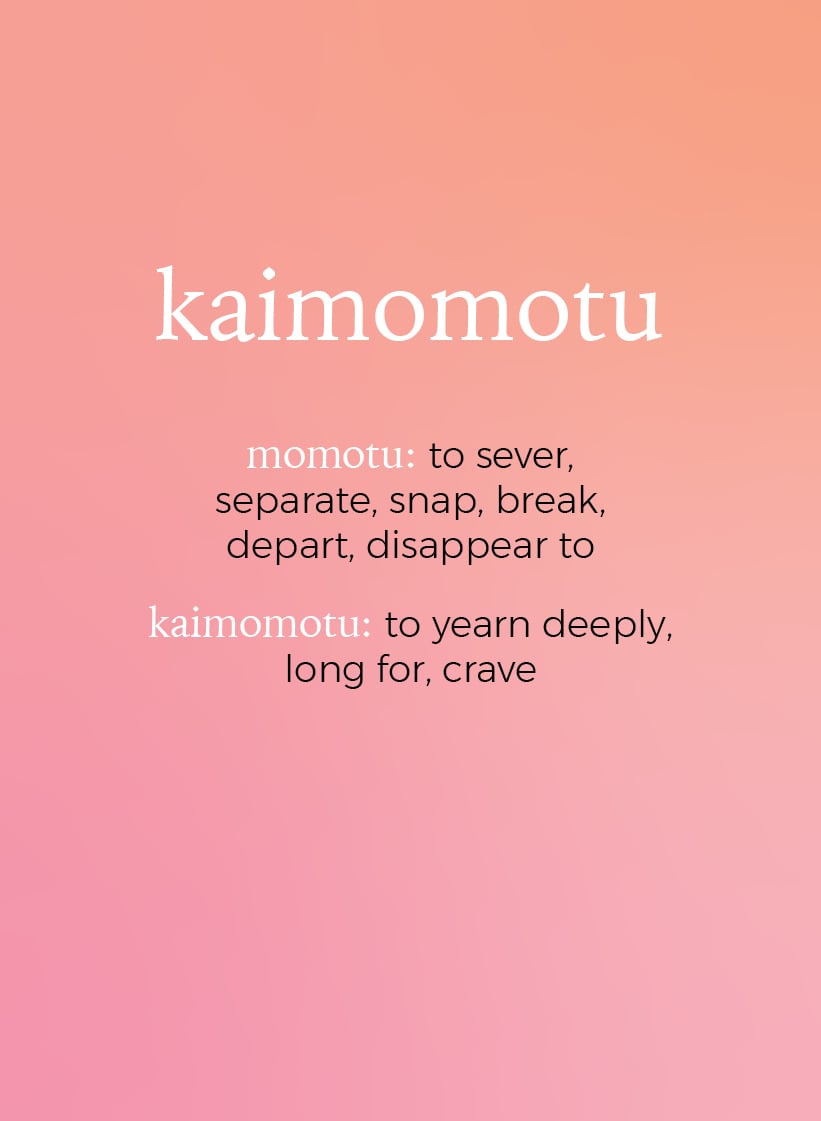 kaimomotu
momotu: to sever,
separate, snap, break,
depart, disappear to
kaimomotu: to yearn deeply,
long for, crave